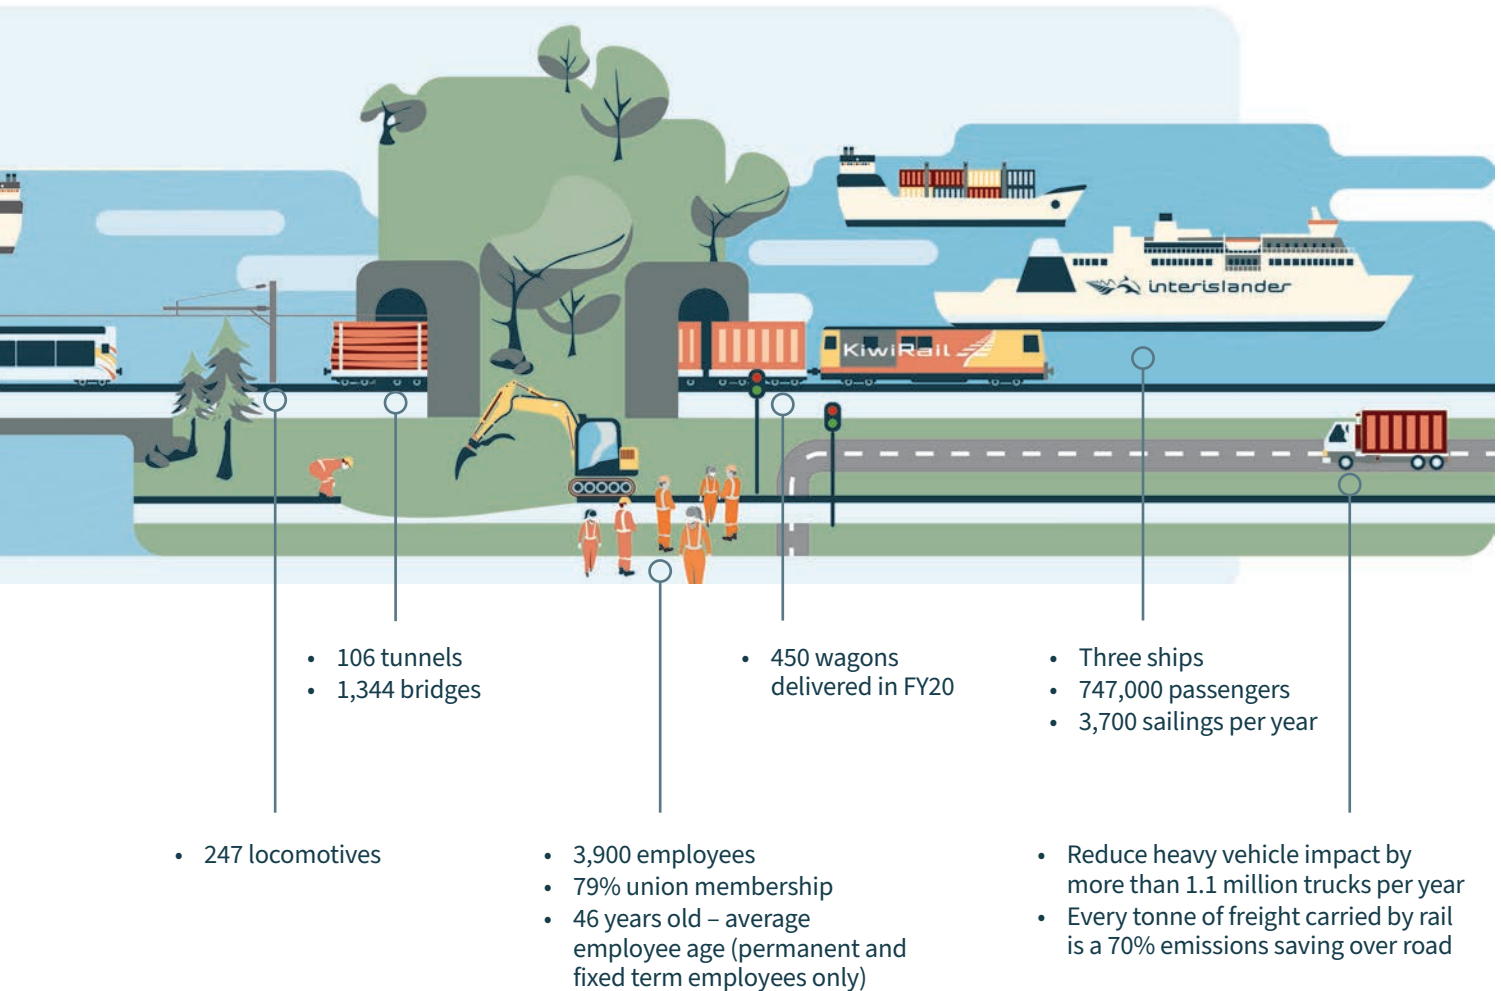 interislander
KiwiRail
• 106 tunnels
• 1,344 bridges
• 450 wagons
delivered in FY20
• Three ships
• 747,000 passengers
• 3,700 sailings per year
• 247 locomotives
• 3,900 employees
• 79% union membership
• 46 years old – average
employee age (permanent and
fixed term employees only)
• Reduce heavy vehicle impact by
more than 1.1 million trucks per year
• Every tonne of freight carried by rail
is a 70% emissions saving over road